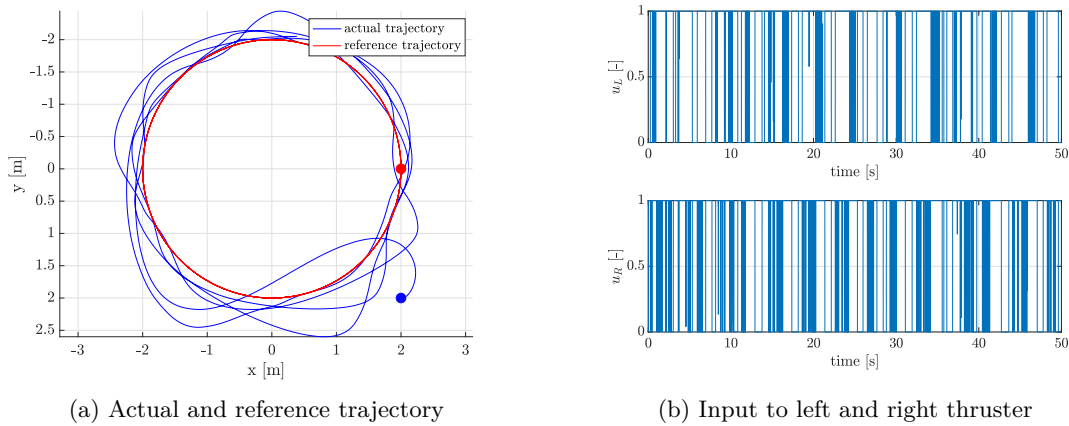 actual trajectory
reference trajectory
-2
-1.5
-1
-0.5
0
0.5
1
1.5
2
2.5
y [m]
-3 -2 -1 0 1 2 3
x [m]
(a) Actual and reference trajectory
1
0.5
0
u_L [-]
0 10 20 30 40 50
time [s]
1
0.5
0
u_R [-]
0 10 20 30 40 50
time [s]
(b) Input to left and right thruster